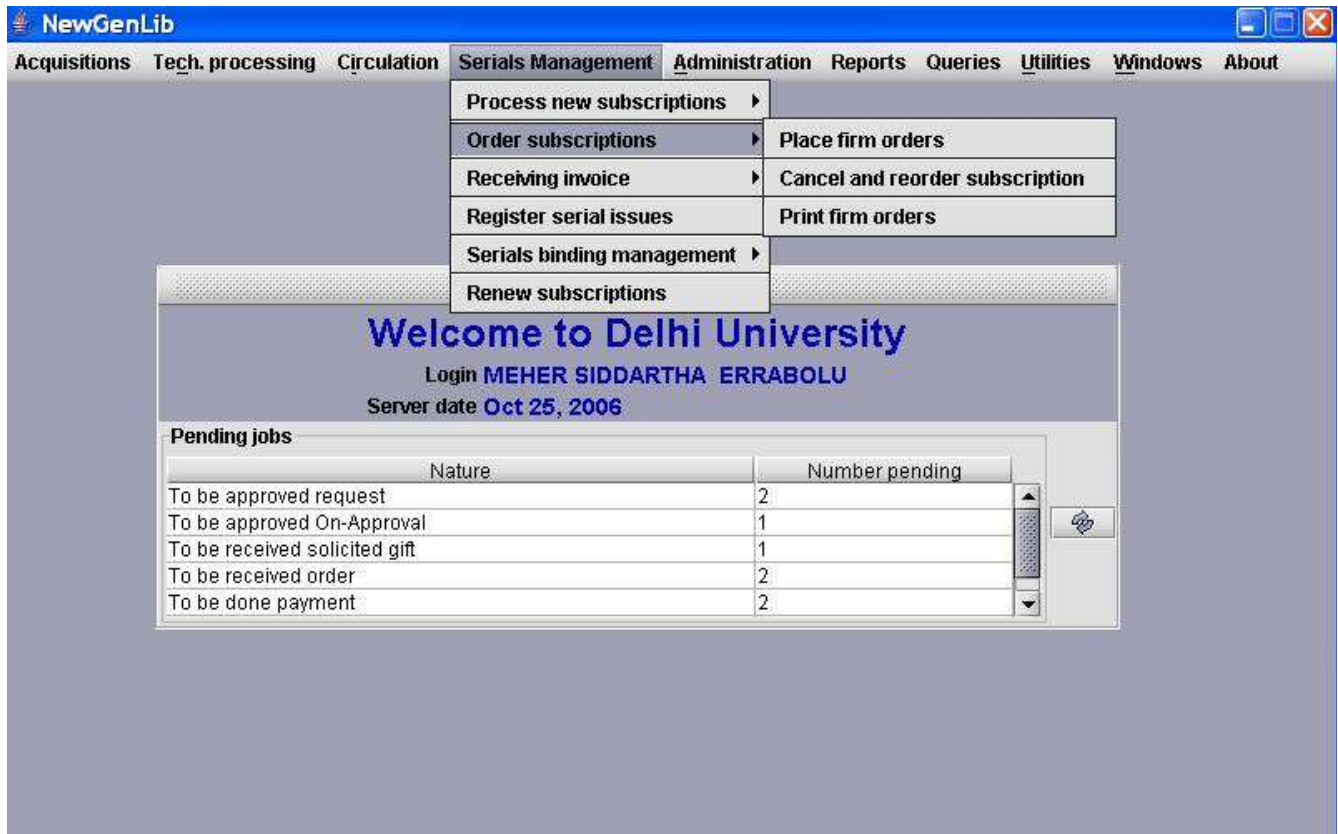 NewGenLib
Acquisitions Tech. processing Circulation Serials Management Administration Reports Queries Utilities Windows About
Process new subscriptions
Order subscriptions
Place firm orders
Receiving invoice
Cancel and reorder subscription
Register serial issues
Print firm orders
Serials binding management
Renew subscriptions
Welcome to Delhi University
Login MEHER SIDDARTHA ERRABOLU
Server date Oct 25, 2006
Pending jobs
Nature Number pending
To be approved request 2
To be approved On-Approval 1
To be received solicited gift 1
To be received order 2
To be done payment 2